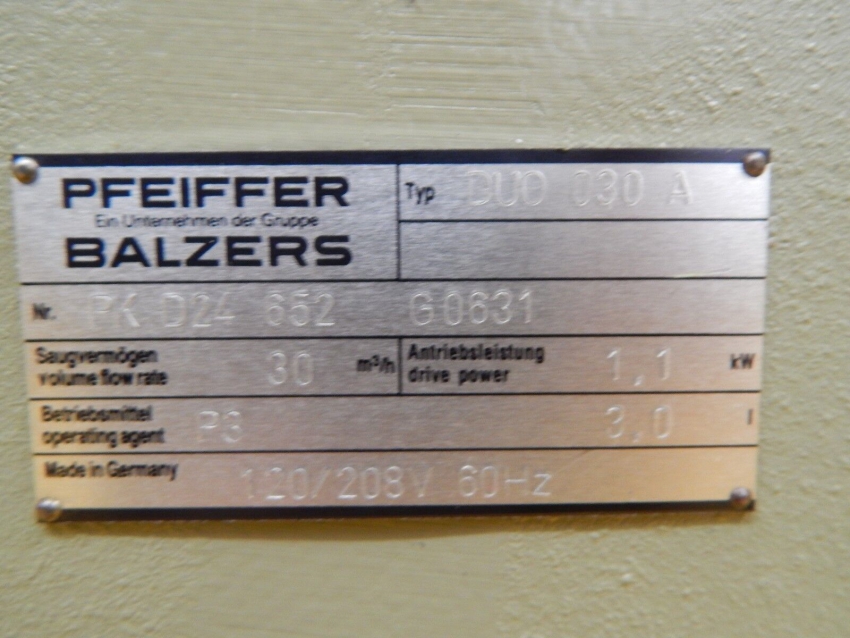 PFEIFFER
Ein Unternehmen der Gruppe
BALZERS
Typ DUO 030 A
Nr. PK D24 652 G0631
Saugvermögen
volume flow rate 30 m³/h
Antriebsleistung
drive power 1,1 kW
Betriebsmittel
operating agent P3 3,0 l
Made in Germany
120/208V 60Hz